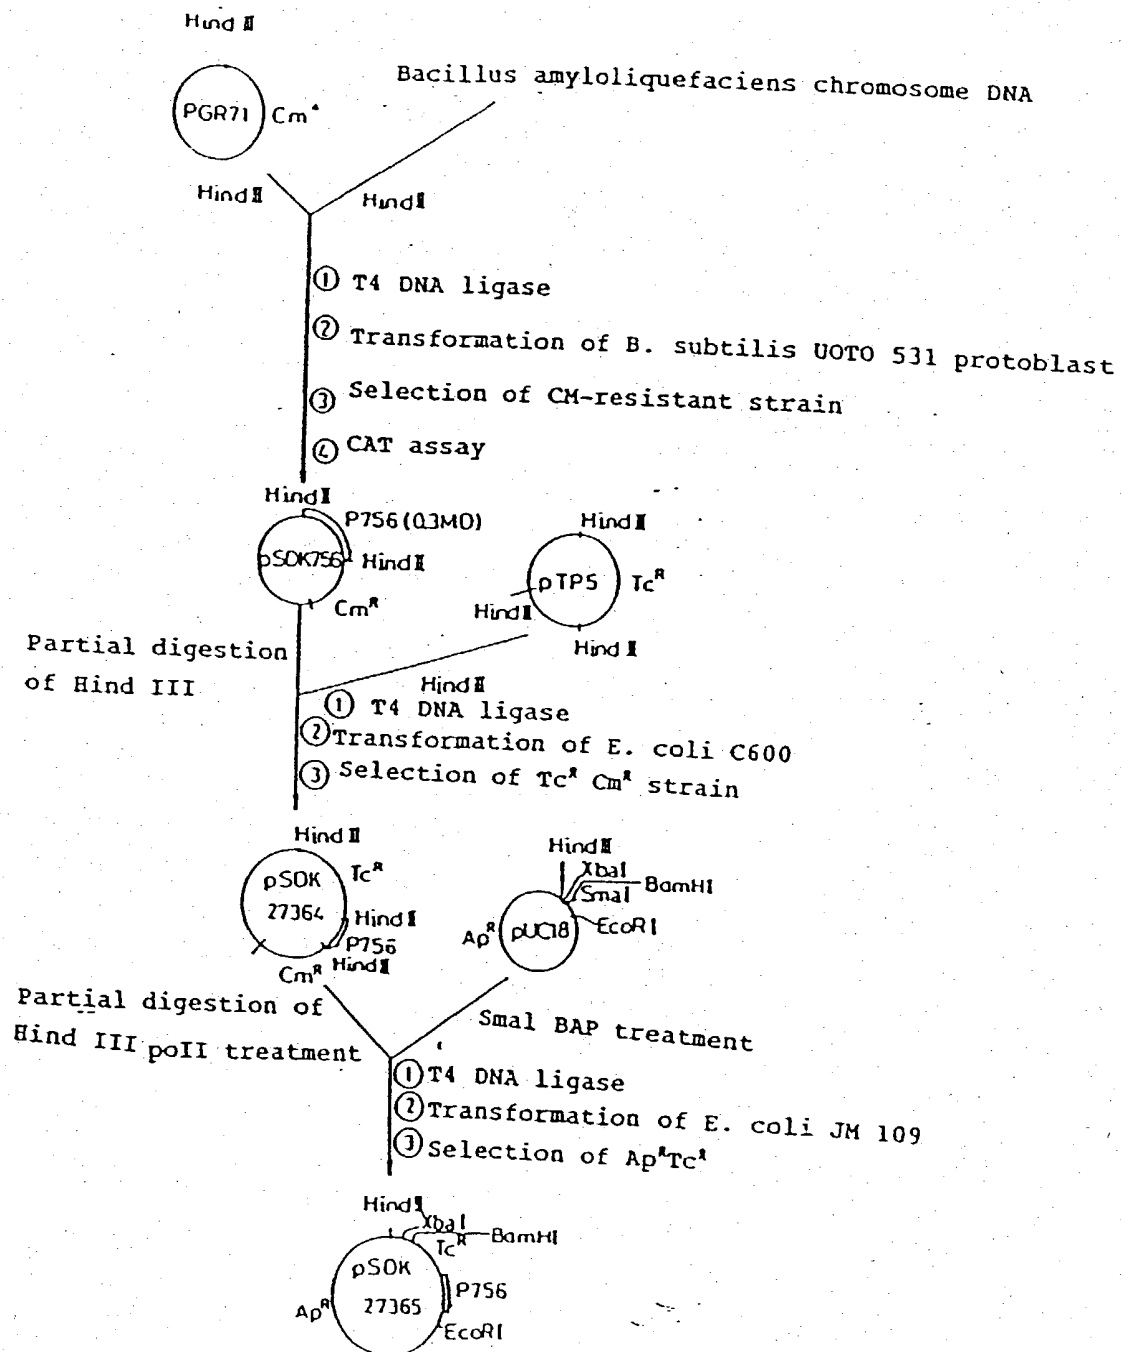 Hind III
Bacillus amyloliquefaciens chromosome DNA
PGR71
Cm
Hind III
Hind III
① T4 DNA ligase
② Transformation of B. subtilis UOTO 531 protoblast
③ Selection of CM-resistant strain
④ CAT assay
Hind III
P756 (0.3MD)
pSDK756
Hind III
Cm^R
Hind III
pTP5
Tc^R
Hind III
Hind III
Partial digestion
of Hind III
Hind III
① T4 DNA ligase
② Transformation of E. coli C600
③ Selection of Tc^R Cm^R strain
Hind III
pSOK
27364
Tc^R
Hind III
P756
Hind III
Cm^R
Hind III
XbaI
SmaI
BamHI
EcoRI
Ap^R
pUC18
Partial digestion of
Hind III polI treatment
SmaI BAP treatment
① T4 DNA ligase
② Transformation of E. coli JM 109
③ Selection of Ap^R Tc^R
Hind III
XbaI
Tc^R
BamHI
pSOK
27365
P756
Ap^R
EcoRI